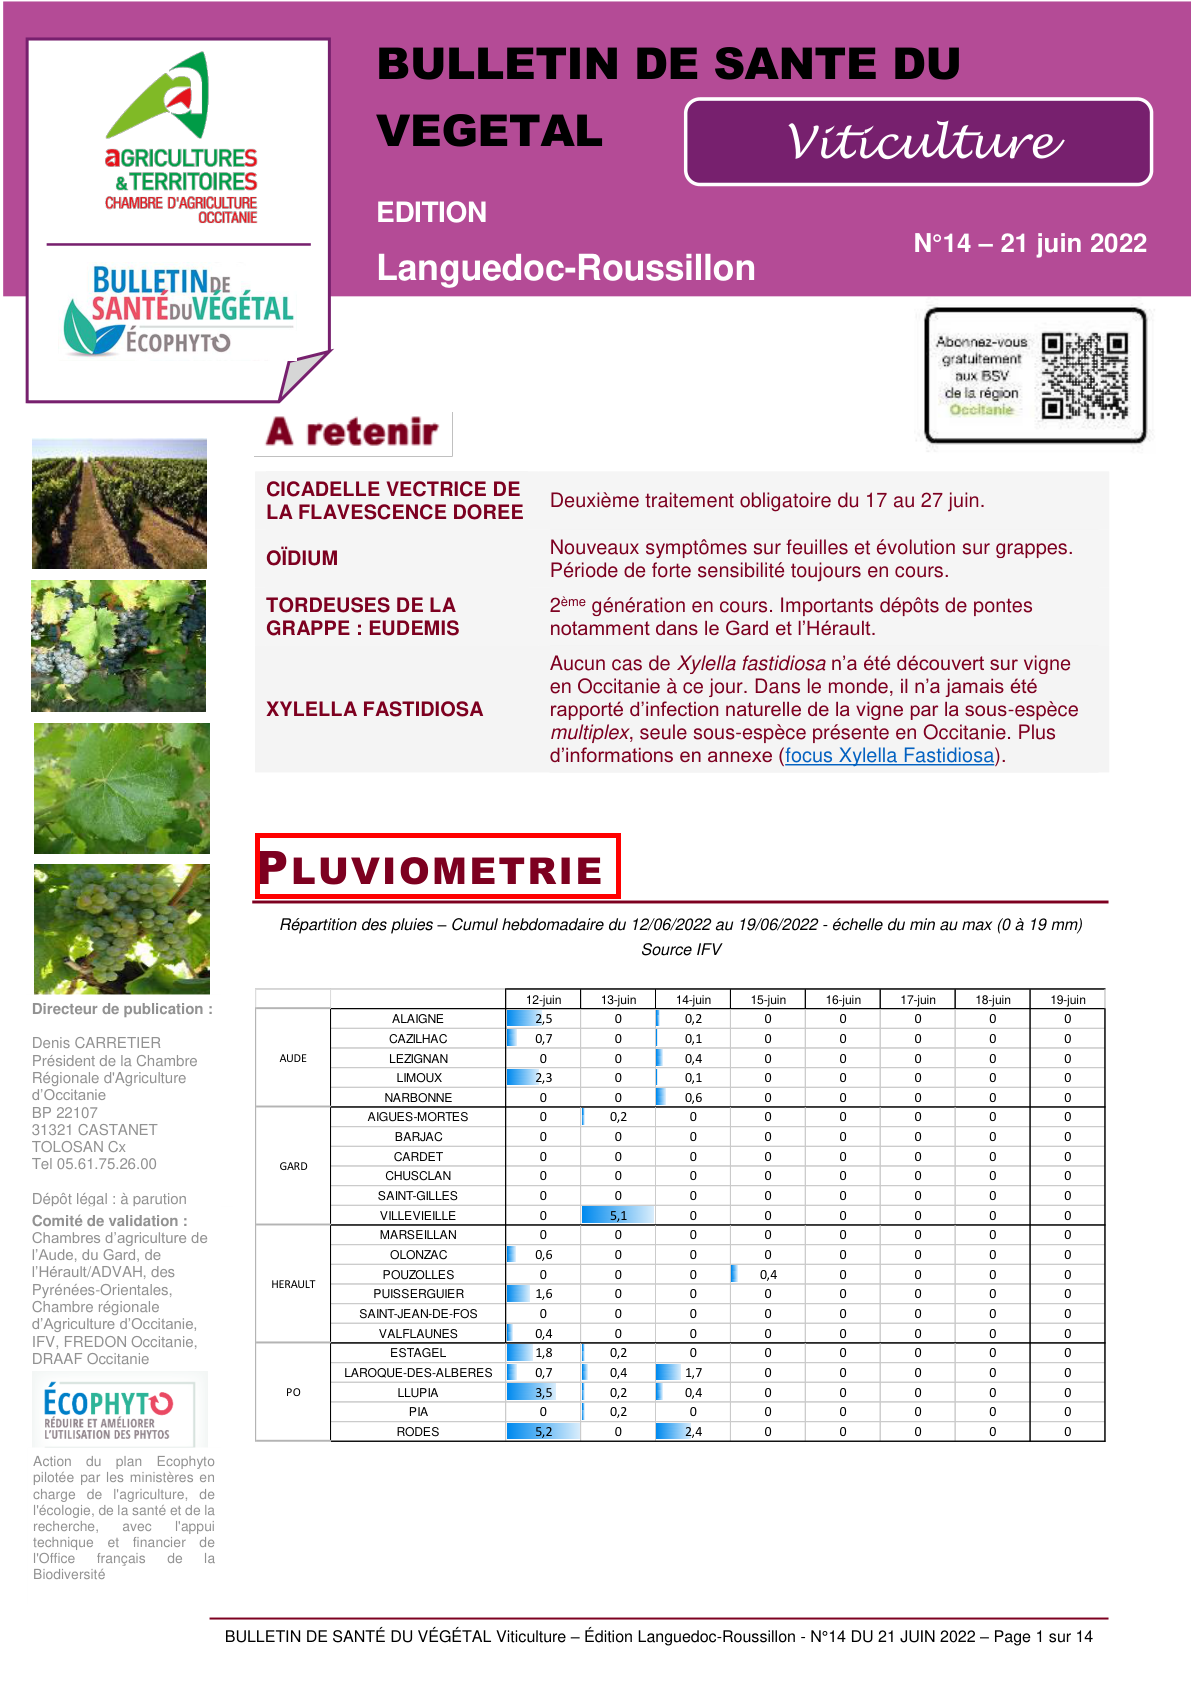 BULLETIN DE SANTE DU
VEGETAL
Viticulture
EDITION
Languedoc-Roussillon
N°14 – 21 juin 2022
AGRICULTURES
& TERRITOIRES
CHAMBRE D'AGRICULTURE
OCCITANIE
BULLETIN DE
SANTÉ DU VÉGÉTAL
ÉCOPHYTO
Abonnez-vous
gratuitement
aux BSV
de la région
Occitanie
A retenir
CICADELLE VECTRICE DE
LA FLAVESCENCE DOREE
Deuxième traitement obligatoire du 17 au 27 juin.
OÏDIUM
Nouveaux symptômes sur feuilles et évolution sur grappes.
Période de forte sensibilité toujours en cours.
TORDEUSES DE LA
GRAPPE : EUDEMIS
2ème génération en cours. Importants dépôts de pontes
notamment dans le Gard et l’Hérault.
XYLELLA FASTIDIOSA
Aucun cas de Xylella fastidiosa n’a été découvert sur vigne
en Occitanie à ce jour. Dans le monde, il n’a jamais été
rapporté d’infection naturelle de la vigne par la sous-espèce
multiplex, seule sous-espèce présente en Occitanie. Plus
d’informations en annexe (focus Xylella Fastidiosa).
PLUVIOMETRIE
Répartition des pluies – Cumul hebdomadaire du 12/06/2022 au 19/06/2022 - échelle du min au max (0 à 19 mm)
Source IFV
12-juin 13-juin 14-juin 15-juin 16-juin 17-juin 18-juin 19-juin
AUDE
ALAIGNE 2,5 0 0,2 0 0 0 0 0
CAZILHAC 0,7 0 0,1 0 0 0 0 0
LEZIGNAN 0 0 0,4 0 0 0 0 0
LIMOUX 2,3 0 0,1 0 0 0 0 0
NARBONNE 0 0 0,6 0 0 0 0 0
GARD
AIGUES-MORTES 0 0,2 0 0 0 0 0 0
BARJAC 0 0 0 0 0 0 0 0
CARDET 0 0 0 0 0 0 0 0
CHUSCLAN 0 0 0 0 0 0 0 0
SAINT-GILLES 0 0 0 0 0 0 0 0
VILLEVIEILLE 0 5,1 0 0 0 0 0 0
HERAULT
MARSEILLAN 0 0 0 0 0 0 0 0
OLONZAC 0,6 0 0 0 0 0 0 0
POUZOLLES 0 0 0 0,4 0 0 0 0
PUISSERGUIER 1,6 0 0 0 0 0 0 0
SAINT-JEAN-DE-FOS 0 0 0 0 0 0 0 0
VALFLAUNES 0,4 0 0 0 0 0 0 0
PO
ESTAGEL 1,8 0,2 0 0 0 0 0 0
LAROQUE-DES-ALBERES 0,7 0,4 1,7 0 0 0 0 0
LLUPIA 3,5 0,2 0,4 0 0 0 0 0
PIA 0 0,2 0 0 0 0 0 0
RODES 5,2 0 2,4 0 0 0 0 0
Directeur de publication :
Denis CARRETIER
Président de la Chambre
Régionale d'Agriculture
d’Occitanie
BP 22107
31321 CASTANET
TOLOSAN Cx
Tel 05.61.75.26.00
Dépôt légal : à parution
Comité de validation :
Chambres d’agriculture de
l’Aude, du Gard, de
l’Hérault/ADVAH, des
Pyrénées-Orientales,
Chambre régionale
d’Agriculture d’Occitanie,
IFV, FREDON Occitanie,
DRAAF Occitanie
ÉCOPHYTO
RÉDUIRE ET AMÉLIORER
L'UTILISATION DES PHYTOS
Action du plan Ecophyto
pilotée par les ministères en
charge de l'agriculture, de
l'écologie, de la santé et de la
recherche, avec l'appui
technique et financier de
l'Office français de la
Biodiversité
BULLETIN DE SANTÉ DU VÉGÉTAL Viticulture – Édition Languedoc-Roussillon - N°14 DU 21 JUIN 2022 – Page 1 sur 14